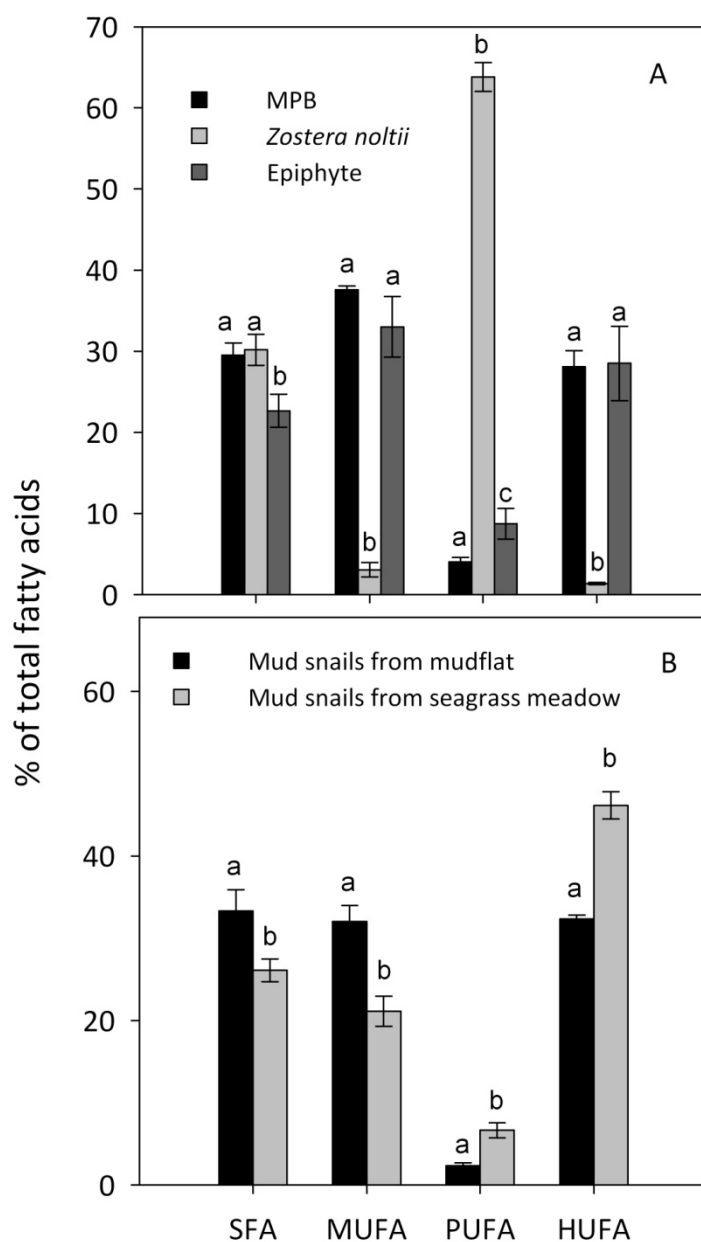 70
60
50
40
30
20
10
0
A
MPB
Zostera noltii
Epiphyte
a a b
a b a
a b c
a b a
% of total fatty acids
60
40
20
0
B
Mud snails from mudflat
Mud snails from seagrass meadow
a b
a b
a b
a b
SFA MUFA PUFA HUFA